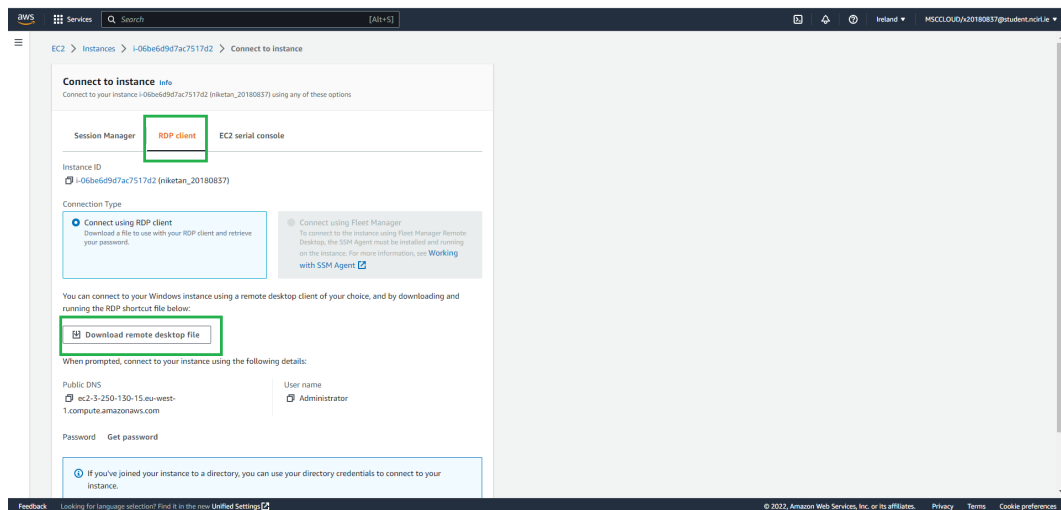 aws Services Search [Alt+S] Ireland ▼ MSCCLOUD/x20180837@student.ncirl.ie ▼
EC2 > Instances > i-06be6d9d7ac7517d2 > Connect to instance
Connect to instance Info
Connect to your instance i-06be6d9d7ac7517d2 (niketan_20180837) using any of these options
Session Manager RDP client EC2 serial console
Instance ID
i-06be6d9d7ac7517d2 (niketan_20180837)
Connection Type
Connect using RDP client
Download a file to use with your RDP client and retrieve
your password.
Connect using Fleet Manager
To connect to the instance using Fleet Manager Remote
Desktop, the SSM Agent must be installed and running
on the instance. For more information, see Working
with SSM Agent
You can connect to your Windows instance using a remote desktop client of your choice, and by downloading and
running the RDP shortcut file below:
Download remote desktop file
When prompted, connect to your instance using the following details:
Public DNS
ec2-3-250-130-15.eu-west-
1.compute.amazonaws.com
User name
Administrator
Password Get password
If you've joined your instance to a directory, you can use your directory credentials to connect to your
instance.
Feedback Looking for language selection? Find it in the new Unified Settings © 2022, Amazon Web Services, Inc. or its affiliates. Privacy Terms Cookie preferences